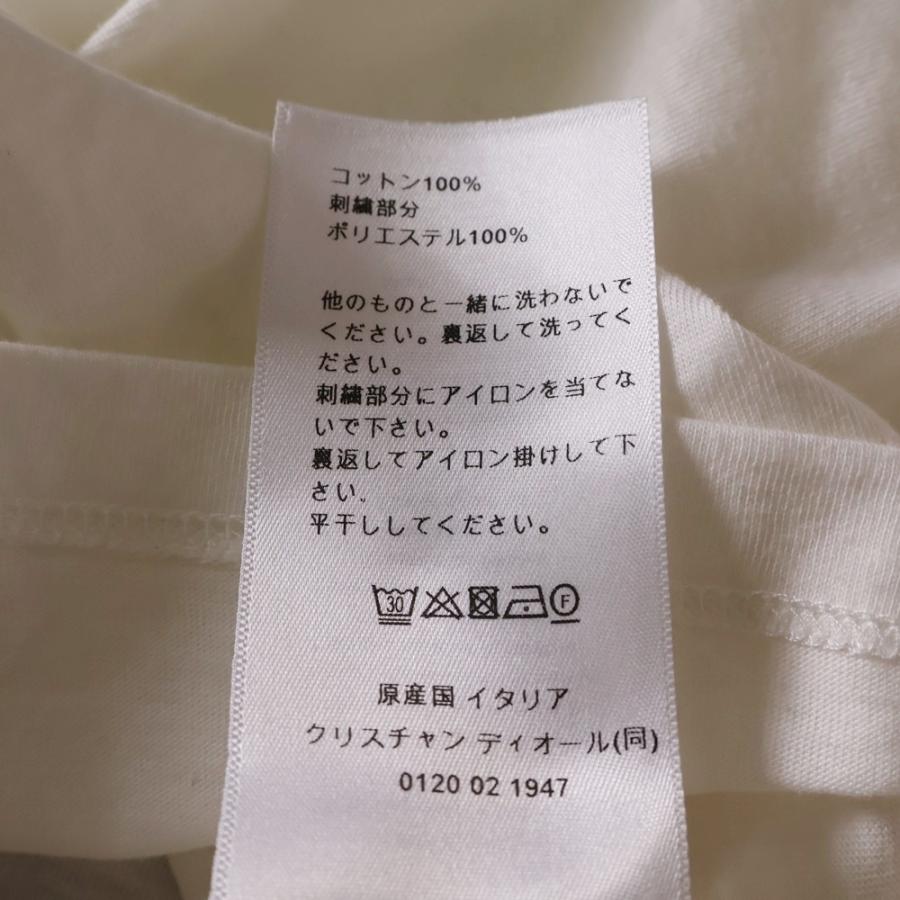 コットン100%
刺繍部分
ポリエステル100%
他のものと一緒に洗わないで
ください。裏返して洗ってく
ださい。
刺繍部分にアイロンを当てな
いで下さい。
裏返してアイロン掛けして下
さい.
平干ししてください。
30 F
原産国 イタリア
クリスチャン ディオール(同)
0120 02 1947